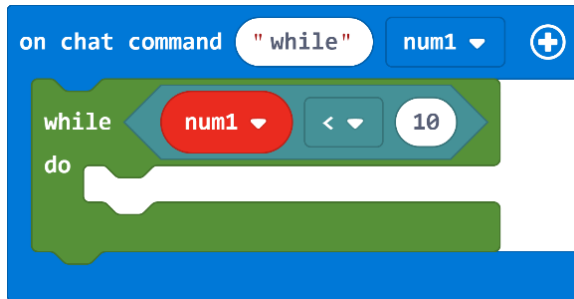 on chat command "while" num1
while num1 < 10
do